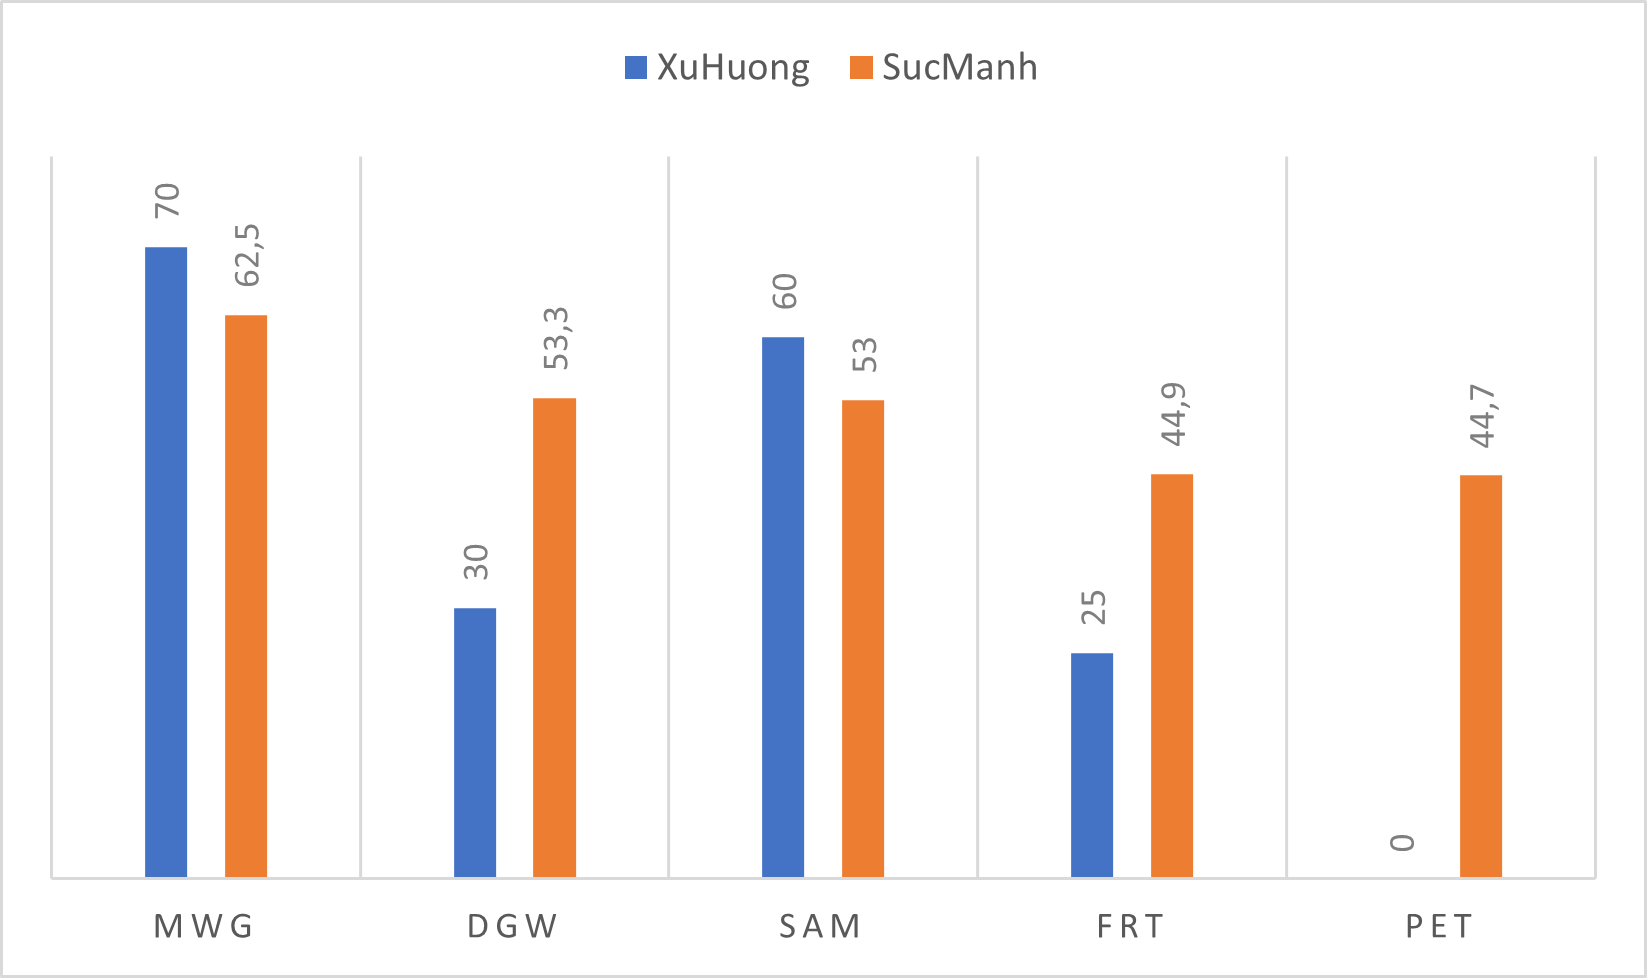 XuHuong SucManh
70 62,5 30 53,3 60 53 25 44,9 0 44,7
MWG DGW SAM FRT PET